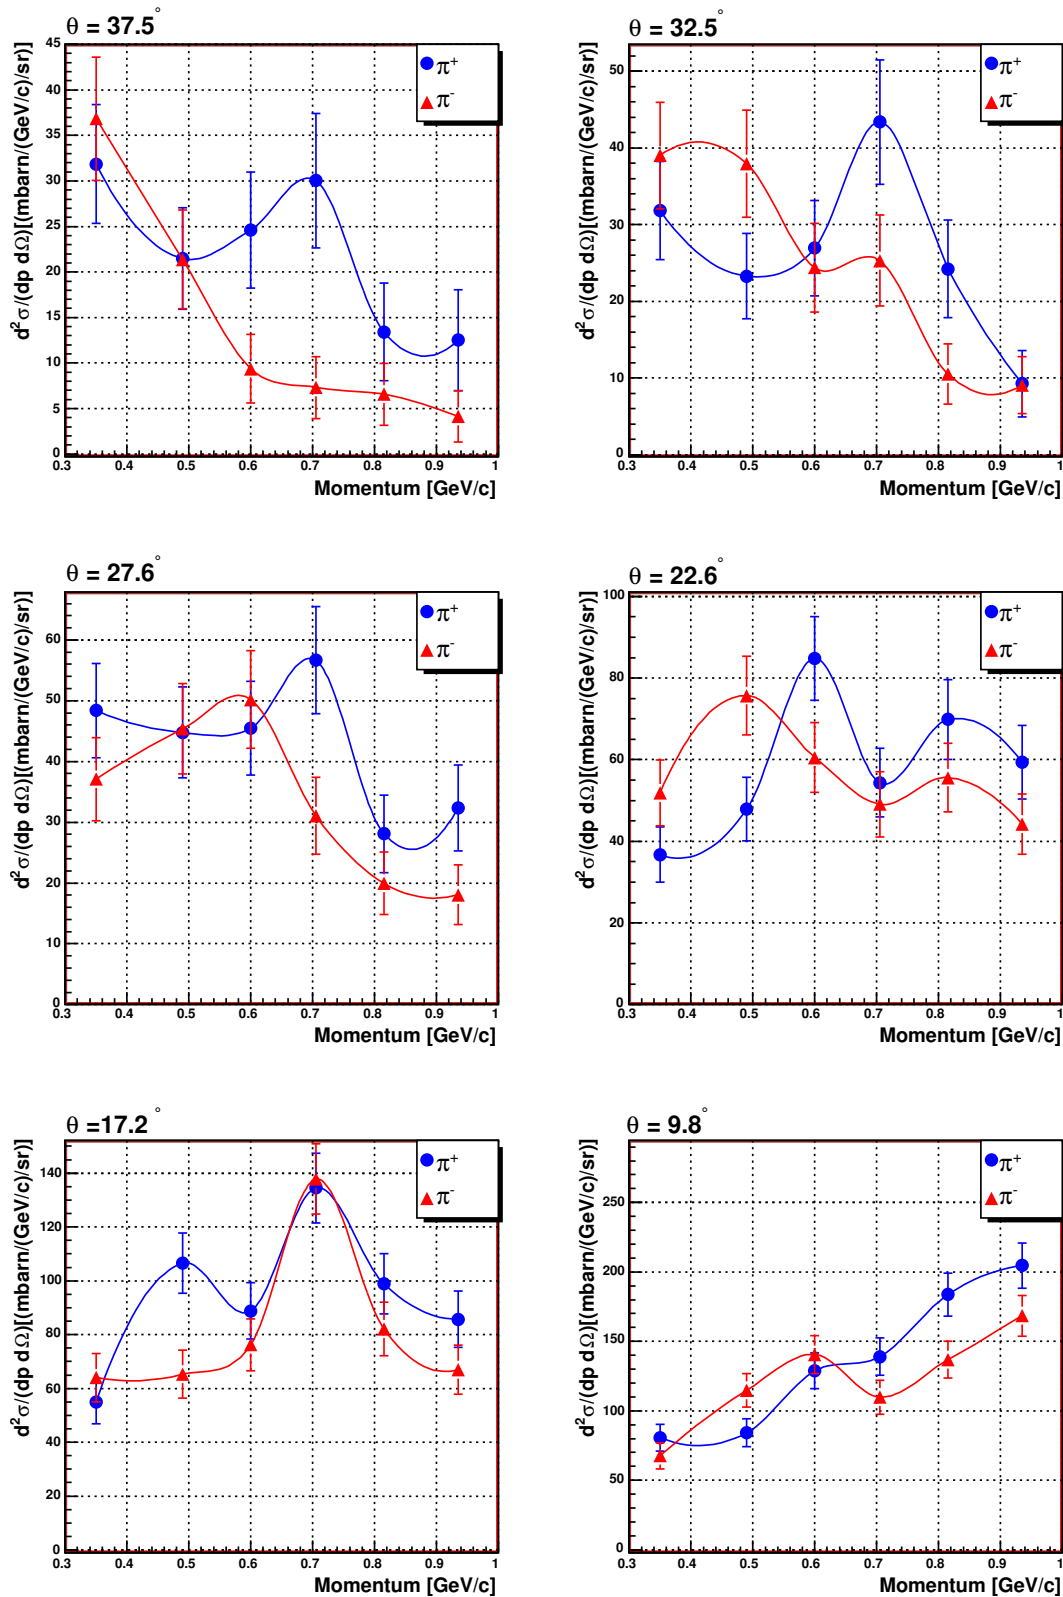 θ = 37.5°
d²σ/(dp dΩ)[(mbarn/(GeV/c)/sr)]
45
40
35
30
25
20
15
10
5
0
π⁺
π⁻
0.3 0.4 0.5 0.6 0.7 0.8 0.9 1
Momentum [GeV/c]
θ = 32.5°
d²σ/(dp dΩ)[(mbarn/(GeV/c)/sr)]
50
40
30
20
10
0
π⁺
π⁻
0.3 0.4 0.5 0.6 0.7 0.8 0.9 1
Momentum [GeV/c]
θ = 27.6°
d²σ/(dp dΩ)[(mbarn/(GeV/c)/sr)]
60
50
40
30
20
10
0
π⁺
π⁻
0.3 0.4 0.5 0.6 0.7 0.8 0.9 1
Momentum [GeV/c]
θ = 22.6°
d²σ/(dp dΩ)[(mbarn/(GeV/c)/sr)]
100
80
60
40
20
0
π⁺
π⁻
0.3 0.4 0.5 0.6 0.7 0.8 0.9 1
Momentum [GeV/c]
θ =17.2°
d²σ/(dp dΩ)[(mbarn/(GeV/c)/sr)]
140
120
100
80
60
40
20
0
π⁺
π⁻
0.3 0.4 0.5 0.6 0.7 0.8 0.9 1
Momentum [GeV/c]
θ = 9.8°
d²σ/(dp dΩ)[(mbarn/(GeV/c)/sr)]
250
200
150
100
50
0
π⁺
π⁻
0.3 0.4 0.5 0.6 0.7 0.8 0.9 1
Momentum [GeV/c]